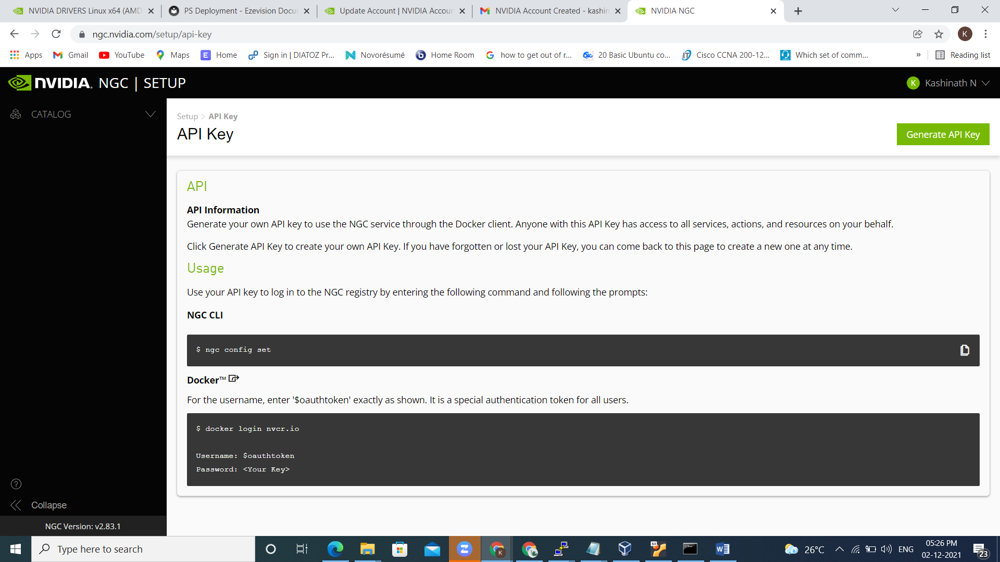 NVIDIA DRIVERS Linux x64 (AMD
PS Deployment - Ezevision Docu
Update Account | NVIDIA Accoun
NVIDIA Account Created - kashin
NVIDIA NGC
ngc.nvidia.com/setup/api-key
K
Apps
Gmail
YouTube
Maps
E
Home
Sign in | DIATOZ Pr...
Novorésumé
Home Room
how to get out of r...
20 Basic Ubuntu co...
Cisco CCNA 200-12...
Which set of comm...
»
Reading list
NVIDIA. NGC | SETUP
K
Kashinath N
CATALOG
Setup > API Key
API Key
Generate API Key
API
API Information
Generate your own API key to use the NGC service through the Docker client. Anyone with this API Key has access to all services, actions, and resources on your behalf.
Click Generate API Key to create your own API Key. If you have forgotten or lost your API Key, you can come back to this page to create a new one at any time.
Usage
Use your API key to log in to the NGC registry by entering the following command and following the prompts:
NGC CLI
$ ngc config set
Docker™
For the username, enter '$oauthtoken' exactly as shown. It is a special authentication token for all users.
$ docker login nvcr.io
Username: $oauthtoken
Password: <Your Key>
?
Collapse
NGC Version: v2.83.1
Type here to search
26°C
ENG
05:26 PM
02-12-2021
23